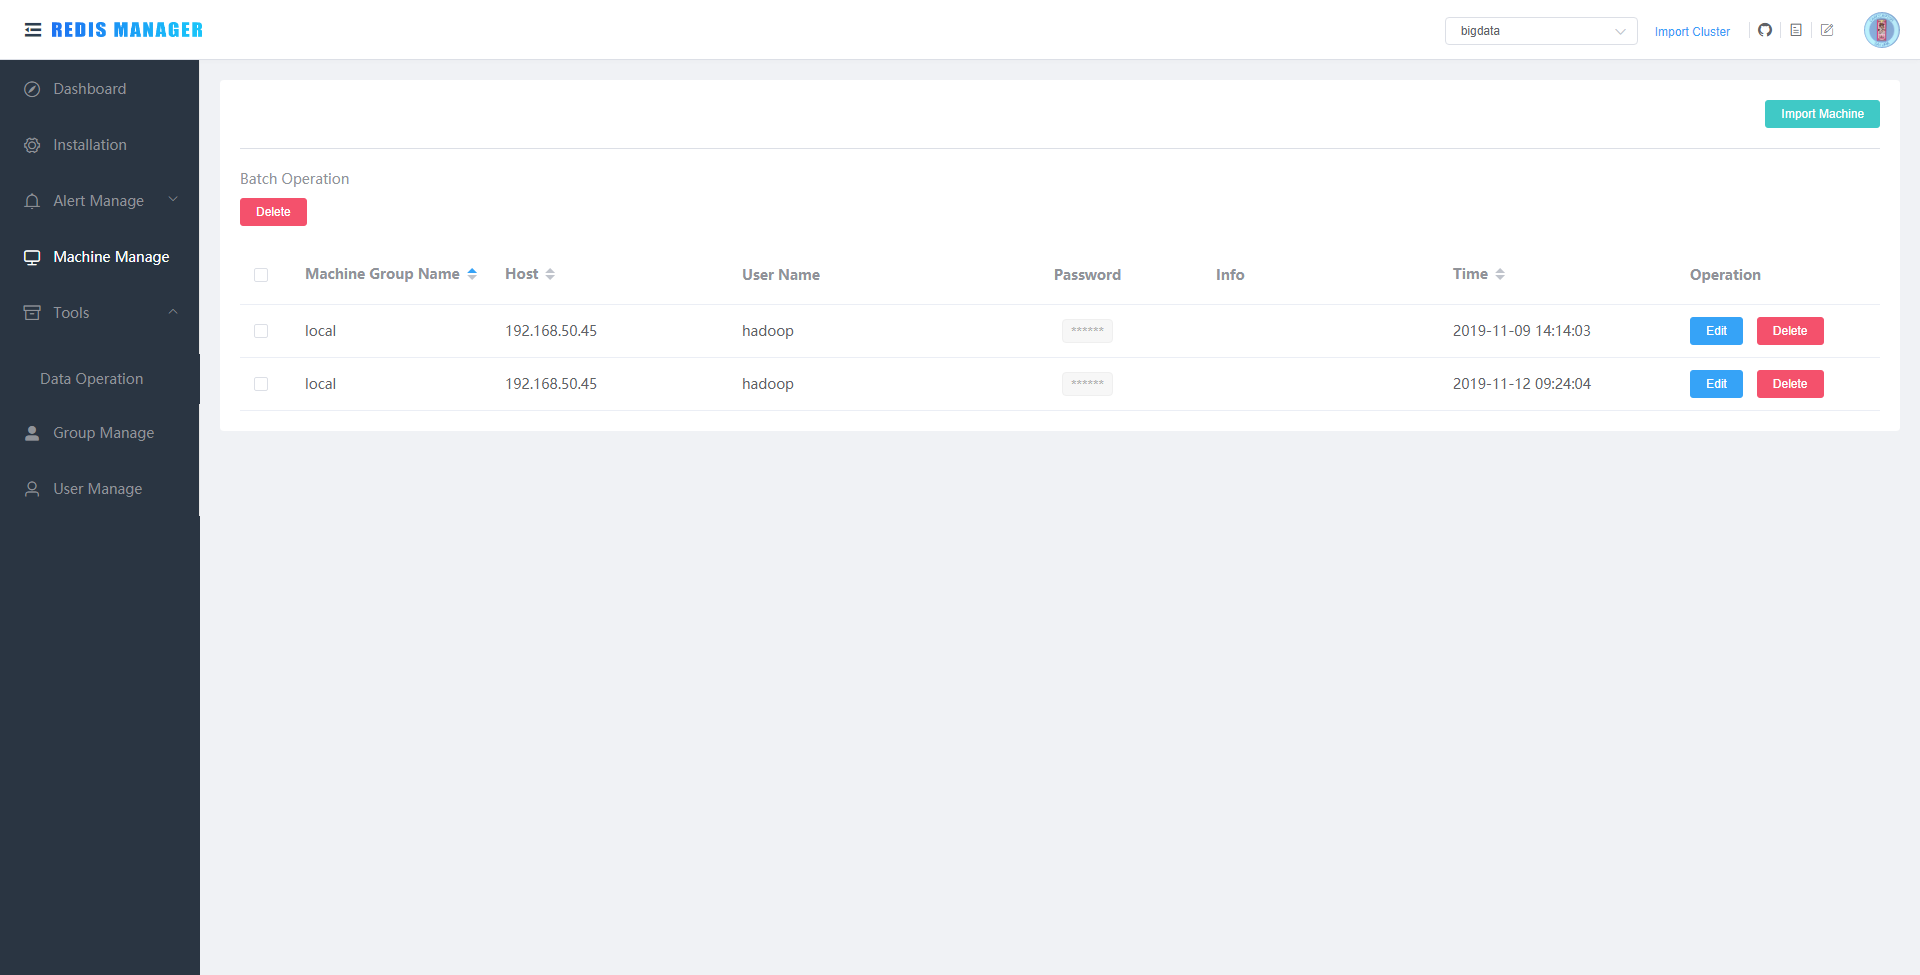 REDIS MANAGER
bigdata
Import Cluster
Dashboard
Installation
Alert Manage
Machine Manage
Tools
Data Operation
Group Manage
User Manage
Import Machine
Batch Operation
Delete
Machine Group Name Host User Name Password Info Time Operation
local 192.168.50.45 hadoop ****** 2019-11-09 14:14:03 Edit Delete
local 192.168.50.45 hadoop ****** 2019-11-12 09:24:04 Edit Delete